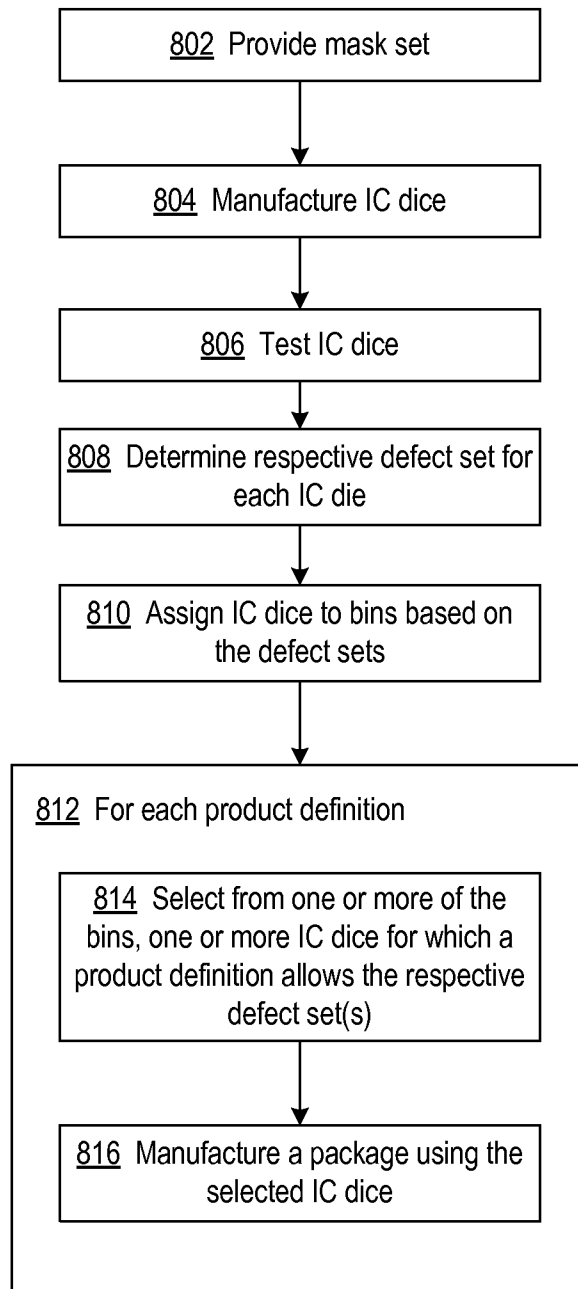 802 Provide mask set
804 Manufacture IC dice
806 Test IC dice
808 Determine respective defect set for
each IC die
810 Assign IC dice to bins based on
the defect sets
812 For each product definition
814 Select from one or more of the
bins, one or more IC dice for which a
product definition allows the respective
defect set(s)
816 Manufacture a package using the
selected IC dice